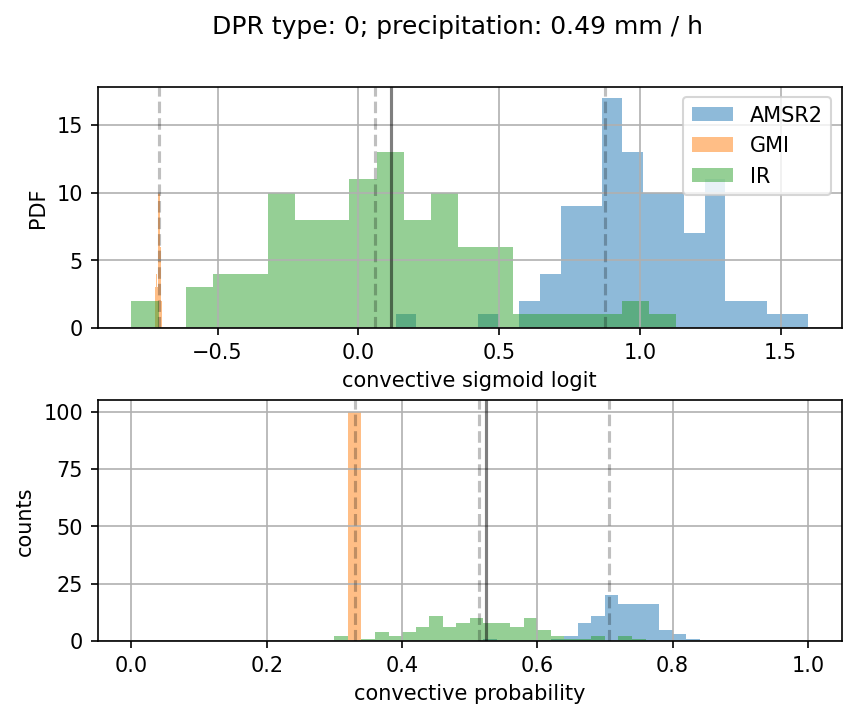 DPR type: 0; precipitation: 0.49 mm / h
AMSR2
GMI
IR
PDF
15
10
5
0
−0.5 0.0 0.5 1.0 1.5
convective sigmoid logit
counts
100
75
50
25
0
0.0 0.2 0.4 0.6 0.8 1.0
convective probability